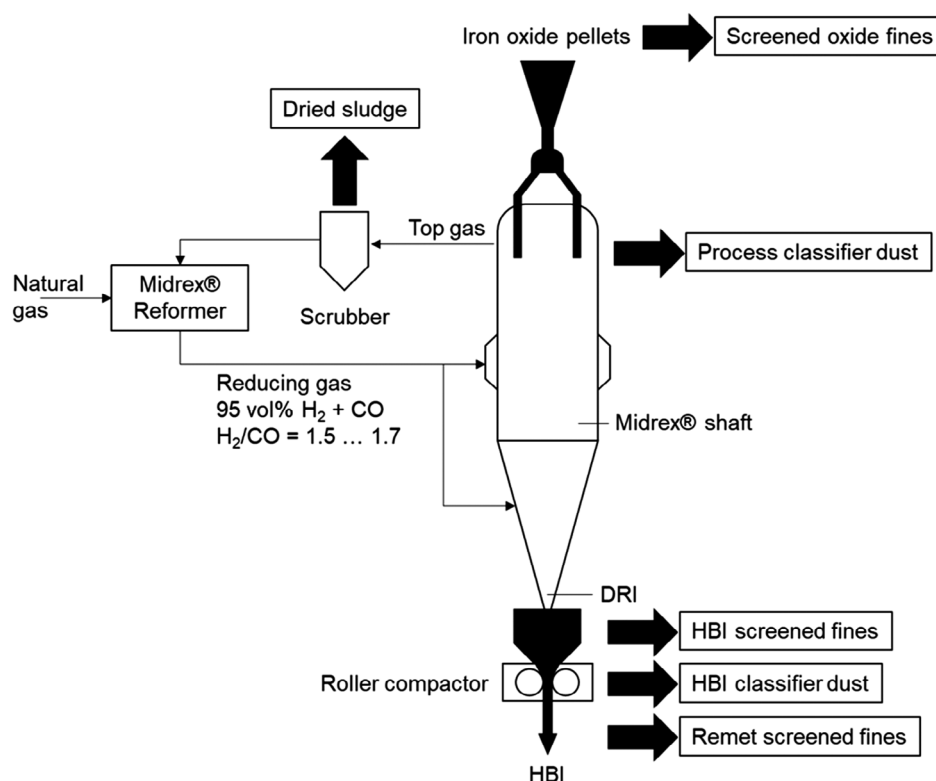 Iron oxide pellets
Screened oxide fines
Dried sludge
Top gas
Process classifier dust
Natural
gas
Midrex®
Reformer
Scrubber
Reducing gas
95 vol% H₂ + CO
H₂/CO = 1.5 … 1.7
Midrex® shaft
DRI
HBI screened fines
Roller compactor
HBI classifier dust
Remet screened fines
HBI